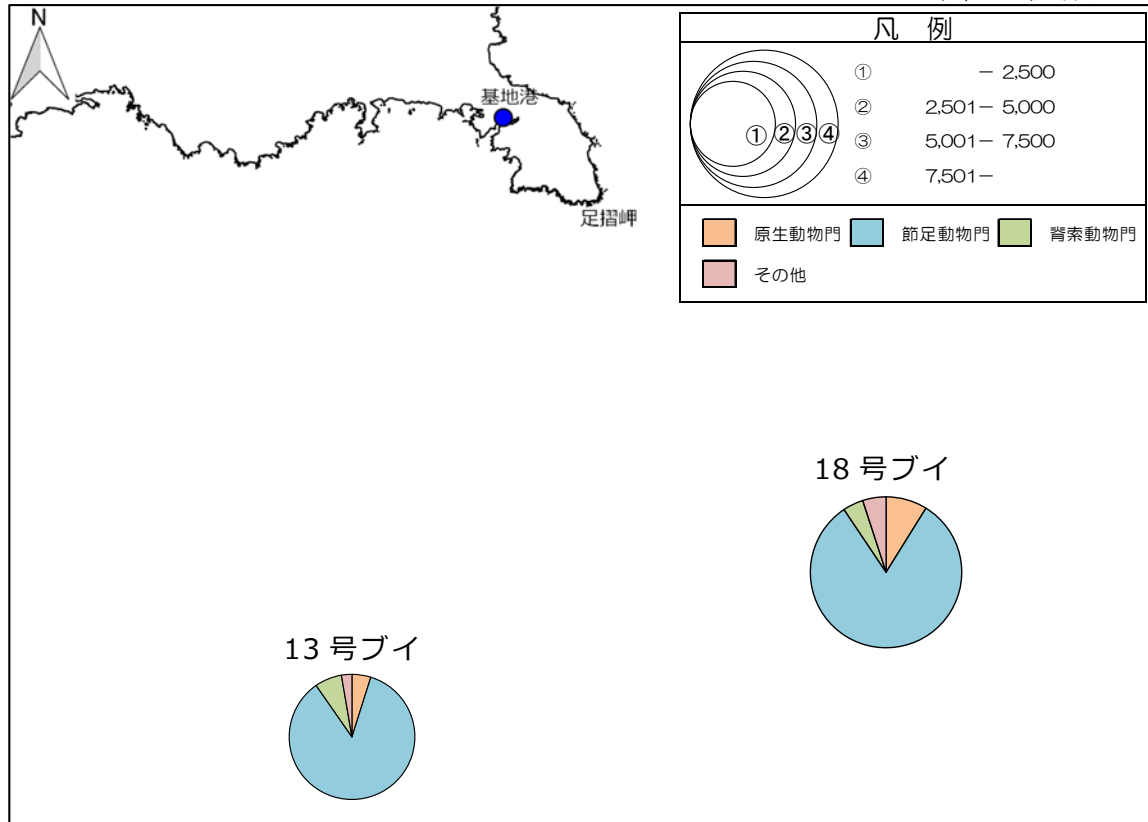 N
基地港
足摺岬
凡 例
① － 2,500
② 2,501－ 5,000
③ 5,001－ 7,500
④ 7,501－
① ② ③ ④
原生動物門 節足動物門 脊索動物門
その他
18 号ブイ
13 号ブイ